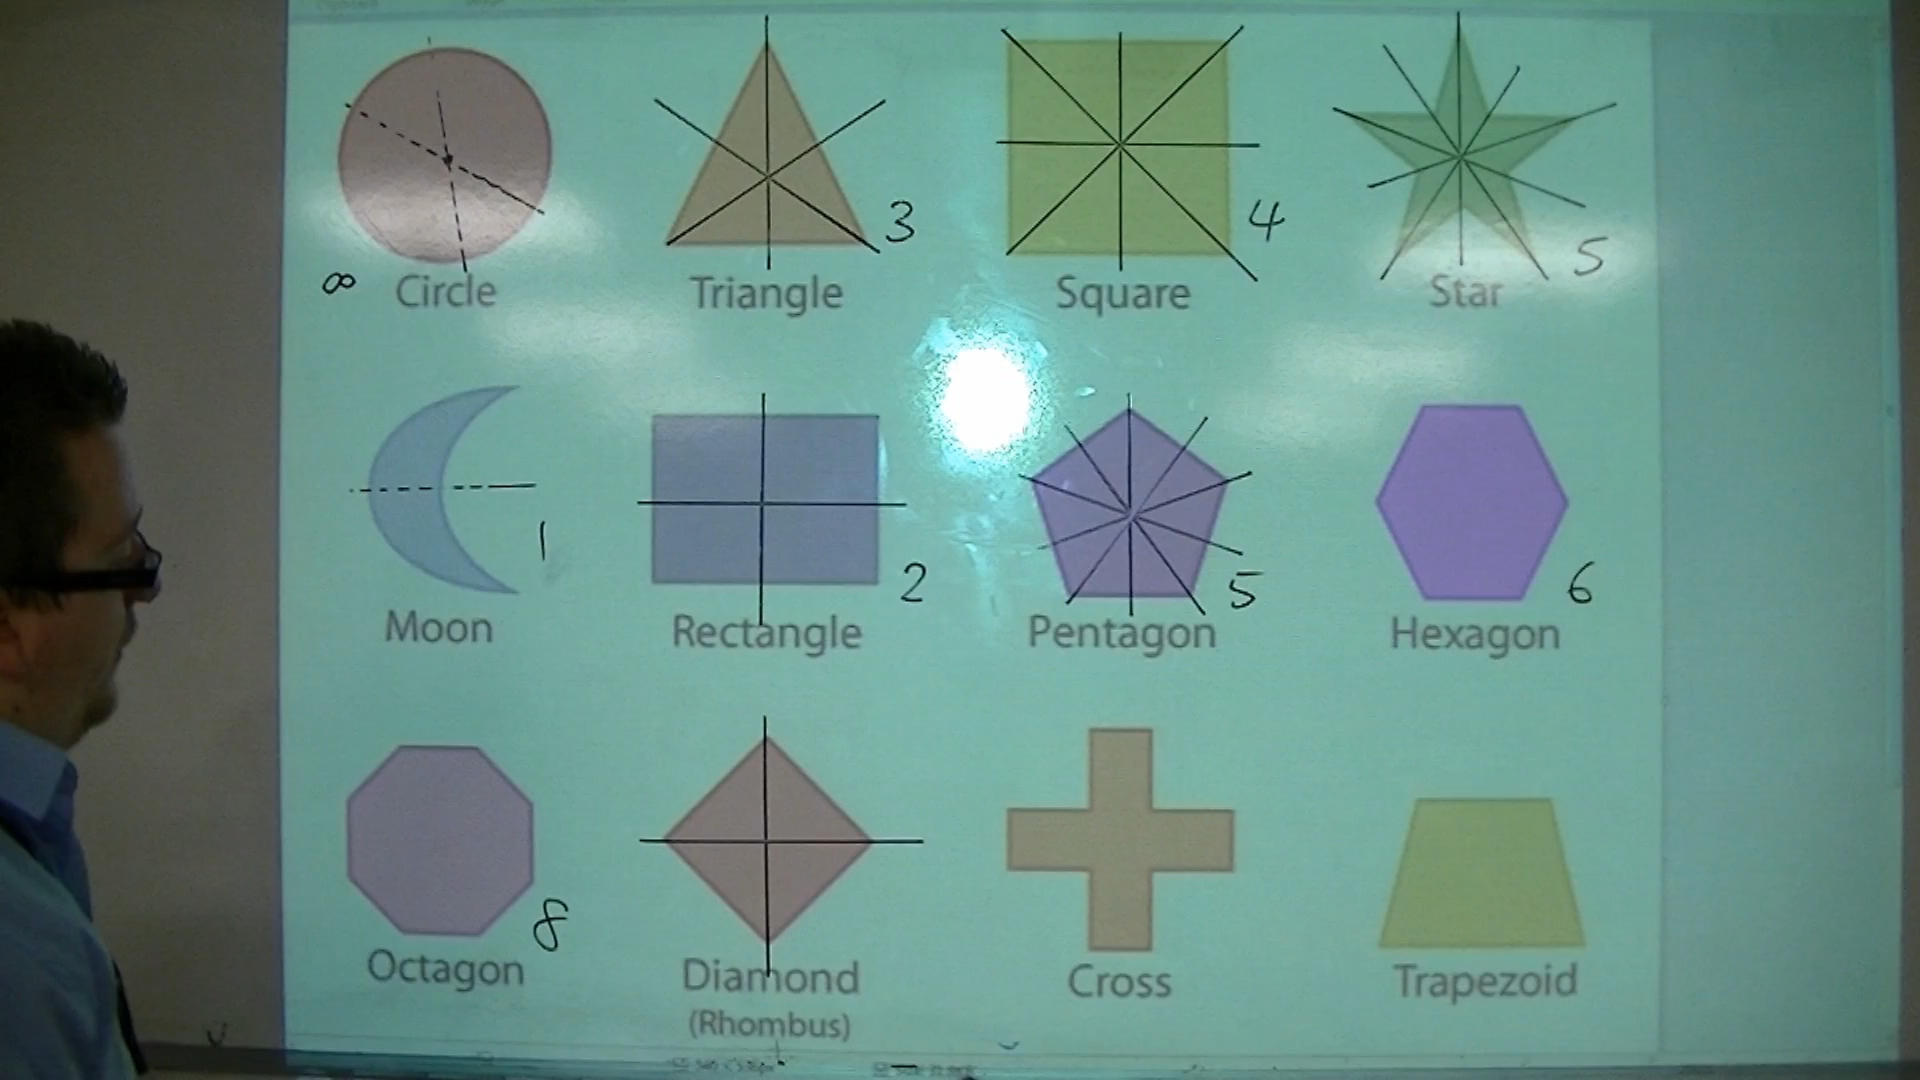 3
4
5
∞ Circle Triangle Square Star
1
2
5
6
Moon Rectangle Pentagon Hexagon
8
Octagon Diamond Cross Trapezoid
(Rhombus)